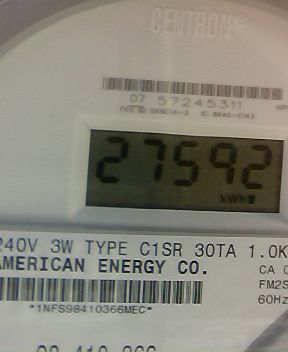 CENTRON®
07 57245311
27592
kWh
240V 3W TYPE C1SR 30TA 1.0K
AMERICAN ENERGY CO.
CA 0
FM2S
60Hz
*1NFS98410366MEC*